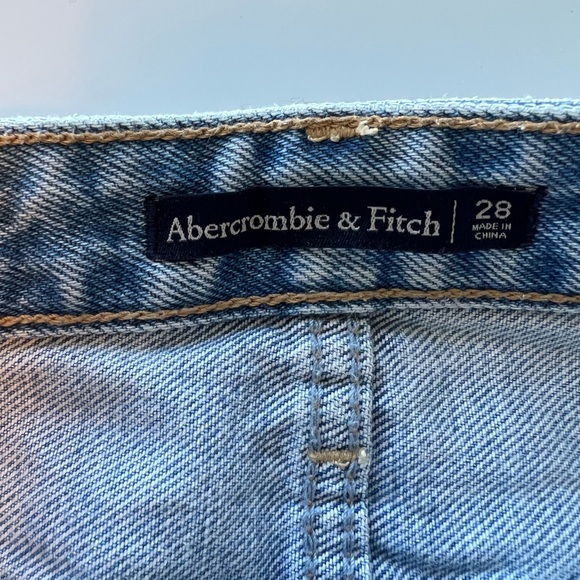 Abercrombie & Fitch | 28
MADE IN
CHINA